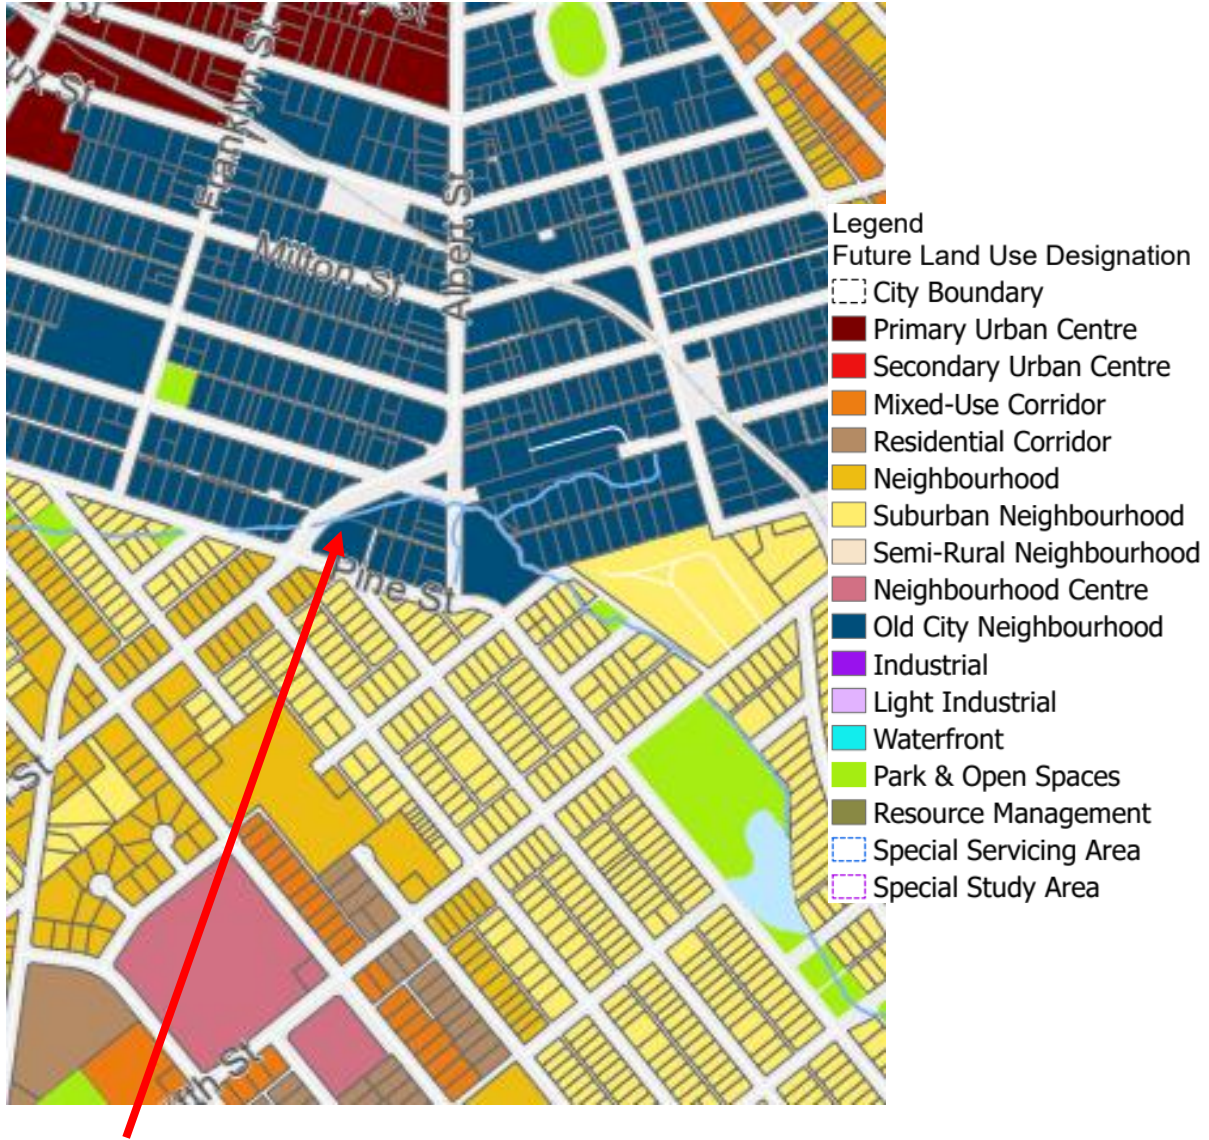 Franklyn St
Albert St
Milton St
Pine St
Legend
Future Land Use Designation
City Boundary
Primary Urban Centre
Secondary Urban Centre
Mixed-Use Corridor
Residential Corridor
Neighbourhood
Suburban Neighbourhood
Semi-Rural Neighbourhood
Neighbourhood Centre
Old City Neighbourhood
Industrial
Light Industrial
Waterfront
Park & Open Spaces
Resource Management
Special Servicing Area
Special Study Area
St